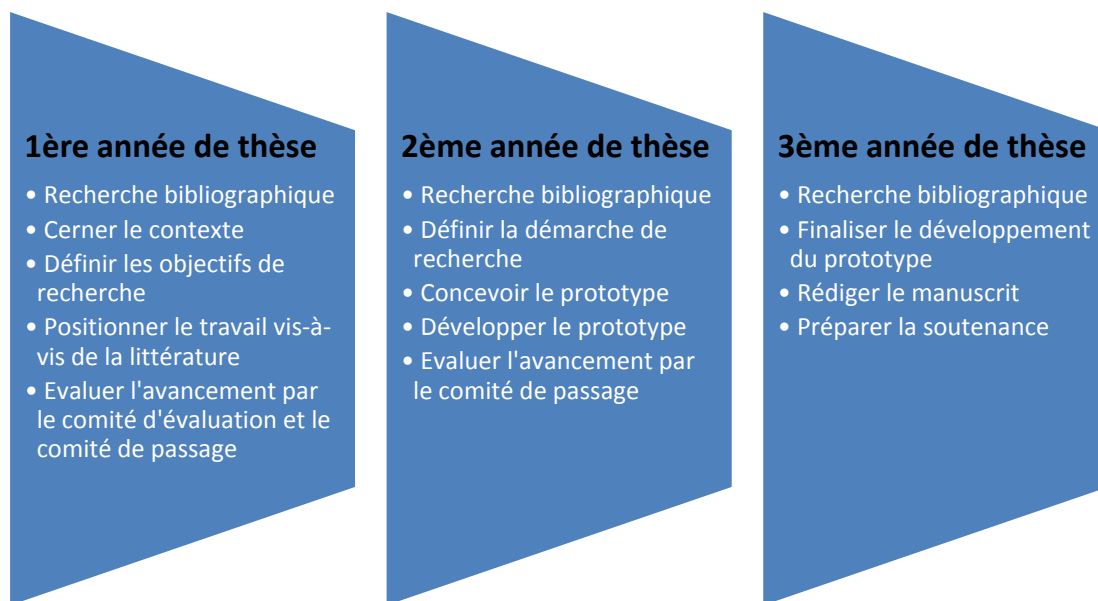 1ère année de thèse
• Recherche bibliographique
• Cerner le contexte
• Définir les objectifs de
recherche
• Positionner le travail vis-à-
vis de la littérature
• Evaluer l'avancement par
le comité d'évaluation et le
comité de passage
2ème année de thèse
• Recherche bibliographique
• Définir la démarche de
recherche
• Concevoir le prototype
• Développer le prototype
• Evaluer l'avancement par
le comité de passage
3ème année de thèse
• Recherche bibliographique
• Finaliser le développement
du prototype
• Rédiger le manuscrit
• Préparer la soutenance